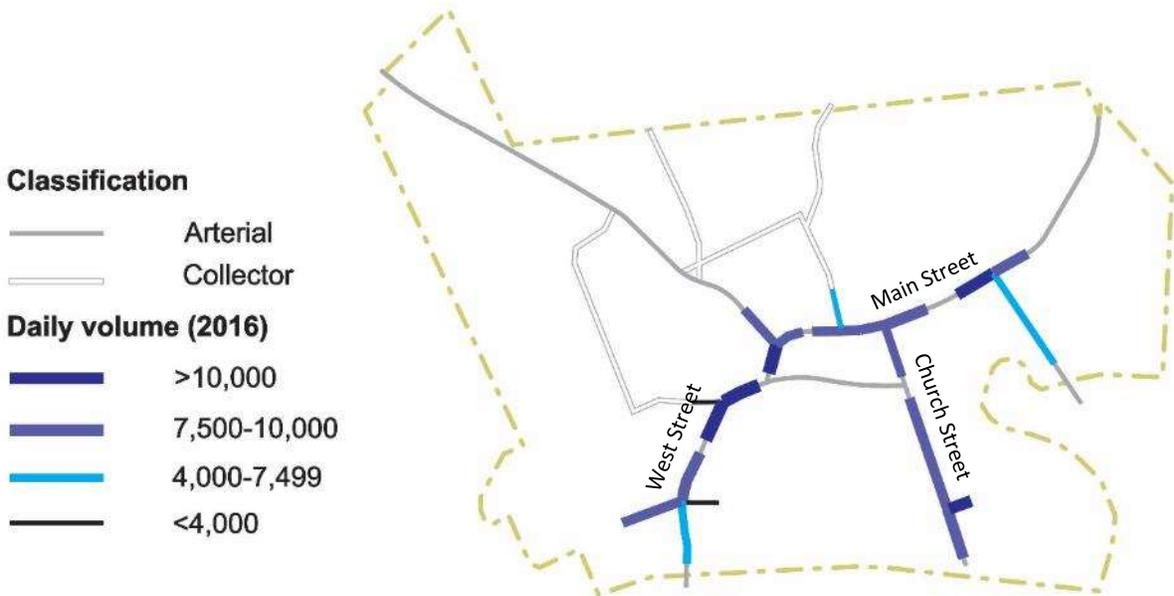 Classification
Arterial
Collector
Daily volume (2016)
>10,000
7,500-10,000
4,000-7,499
<4,000
Main Street
Church Street
West Street